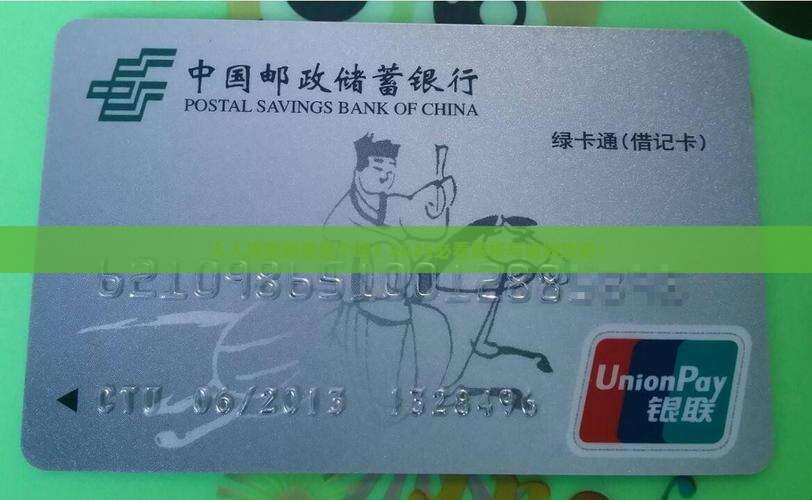 中国邮政储蓄银行
POSTAL SAVINGS BANK OF CHINA
绿卡通(借记卡)
CTU 06/2013 1328496
UnionPay
银联